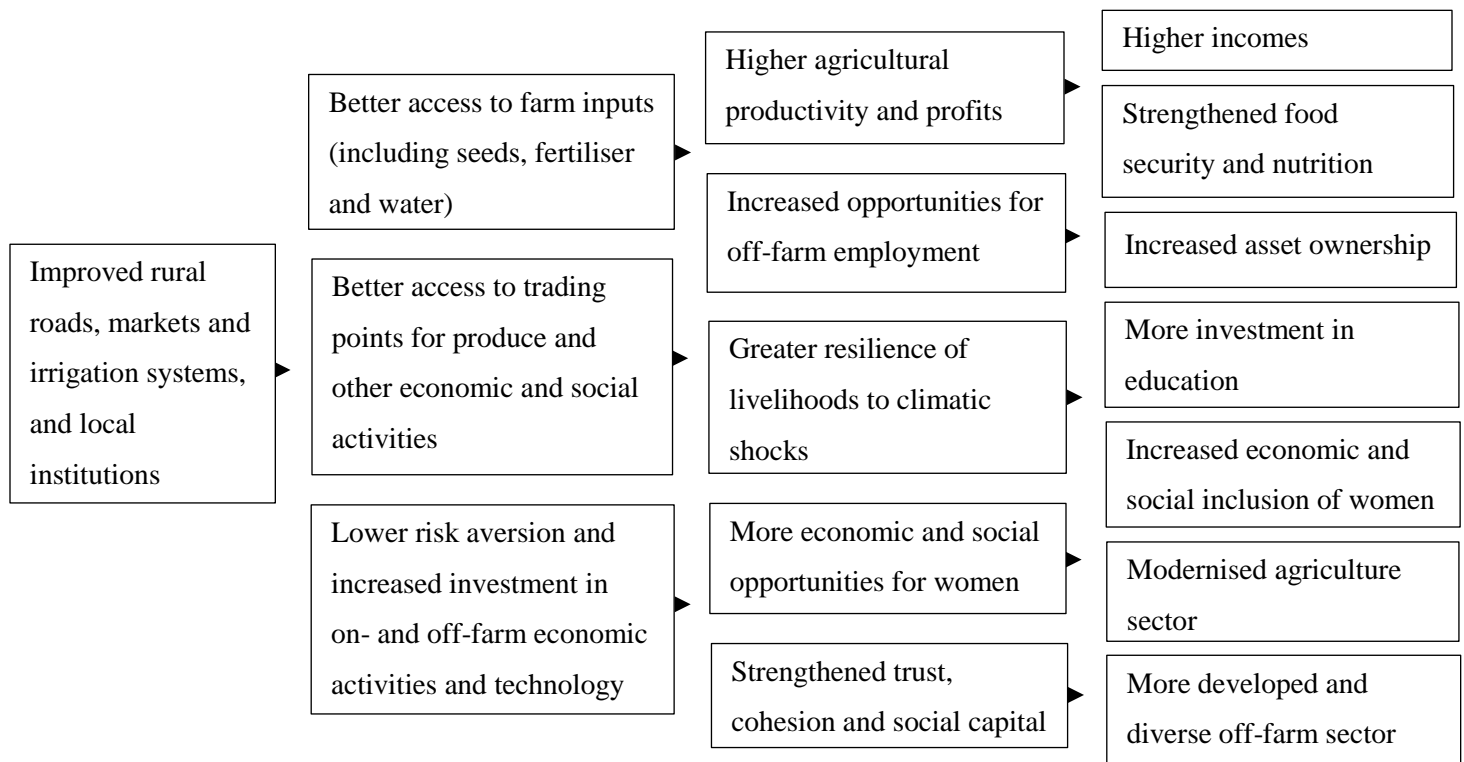 Improved rural
roads, markets and
irrigation systems,
and local
institutions
Better access to farm inputs
(including seeds, fertiliser
and water)
Better access to trading
points for produce and
other economic and social
activities
Lower risk aversion and
increased investment in
on- and off-farm economic
activities and technology
Higher agricultural
productivity and profits
Increased opportunities for
off-farm employment
Greater resilience of
livelihoods to climatic
shocks
More economic and social
opportunities for women
Strengthened trust,
cohesion and social capital
Higher incomes
Strengthened food
security and nutrition
Increased asset ownership
More investment in
education
Increased economic and
social inclusion of women
Modernised agriculture
sector
More developed and
diverse off-farm sector